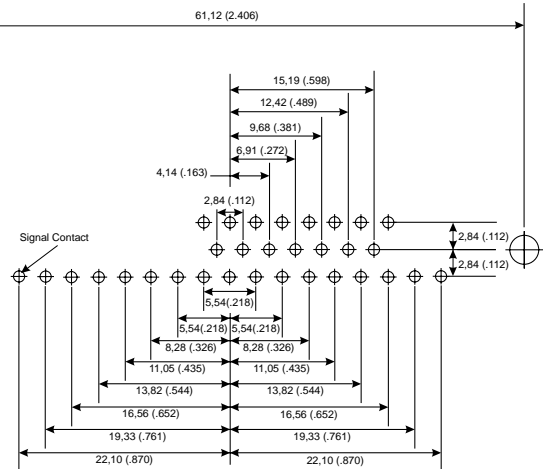 61,12 (2.406)
15,19 (.598)
12,42 (.489)
9,68 (.381)
6,91 (.272)
4,14 (.163)
2,84 (.112)
2,84 (.112)
Signal Contact
2,84 (.112)
5,54(.218)
5,54(.218) 5,54(.218)
8,28 (.326) 8,28 (.326)
11,05 (.435) 11,05 (.435)
13,82 (.544) 13,82 (.544)
16,56 (.652) 16,56 (.652)
19,33 (.761) 19,33 (.761)
22,10 (.870) 22,10 (.870)